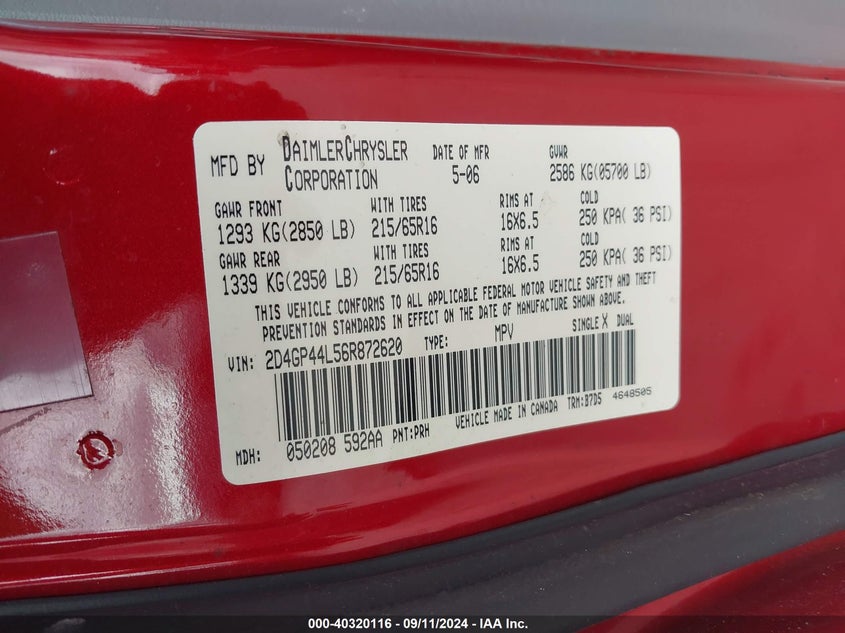 MFD BY DAIMLERCHRYSLER CORPORATION
DATE OF MFR 5-06
GVWR 2586 KG(05700 LB)
GAWR FRONT WITH TIRES RIMS AT COLD
1293 KG(2850 LB) 215/65R16 16X6.5 250 KPA( 36 PSI)
GAWR REAR WITH TIRES RIMS AT COLD
1339 KG(2950 LB) 215/65R16 16X6.5 250 KPA( 36 PSI)
THIS VEHICLE CONFORMS TO ALL APPLICABLE FEDERAL MOTOR VEHICLE SAFETY AND THEFT
PREVENTION STANDARDS IN EFFECT ON THE DATE OF MANUFACTURE SHOWN ABOVE.
VIN: 2D4GP44L56R872620 TYPE: MPV SINGLE X DUAL
MDH: 050208 592AA PNT:PRH VEHICLE MADE IN CANADA TRM:B7D5 4648505
000-40320116 - 09/11/2024 - IAA Inc.